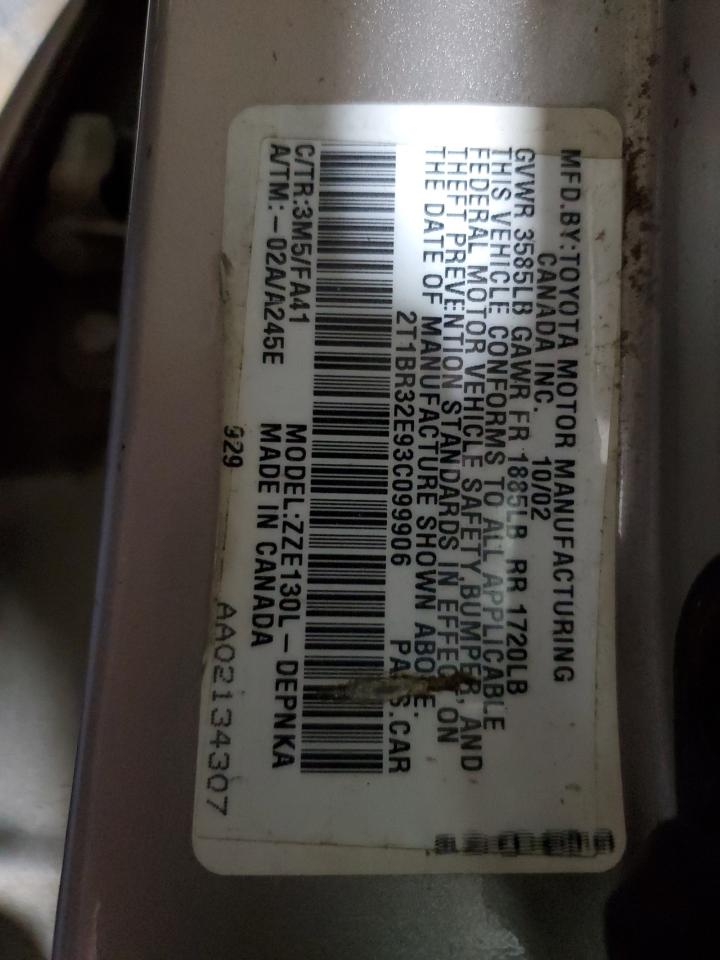 MFD.BY:TOYOTA MOTOR MANUFACTURING
CANADA INC. 10/02
GVWR 3585LB GAWR FR 1885LB RR 1720LB
THIS VEHICLE CONFORMS TO ALL APPLICABLE
FEDERAL MOTOR VEHICLE SAFETY, BUMPER, AND
THEFT PREVENTION STANDARDS IN EFFECT ON
THE DATE OF MANUFACTURE SHOWN ABOVE.
2T1BR32E93C099906 PASS.CAR
C/TR:3M5/FA41 MODEL:ZZE130L-DEPNKA
A/TM:-02A/A245E MADE IN CANADA
929
AA02134307